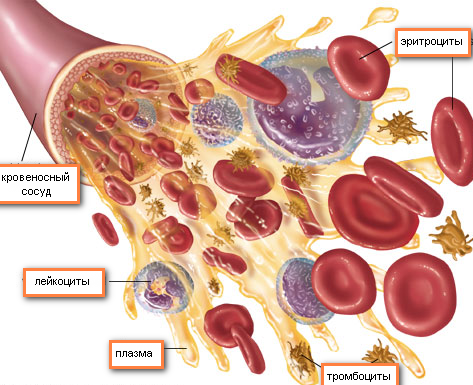 эритроциты
кровеносный
сосуд
лейкоциты
плазма
тромбоциты